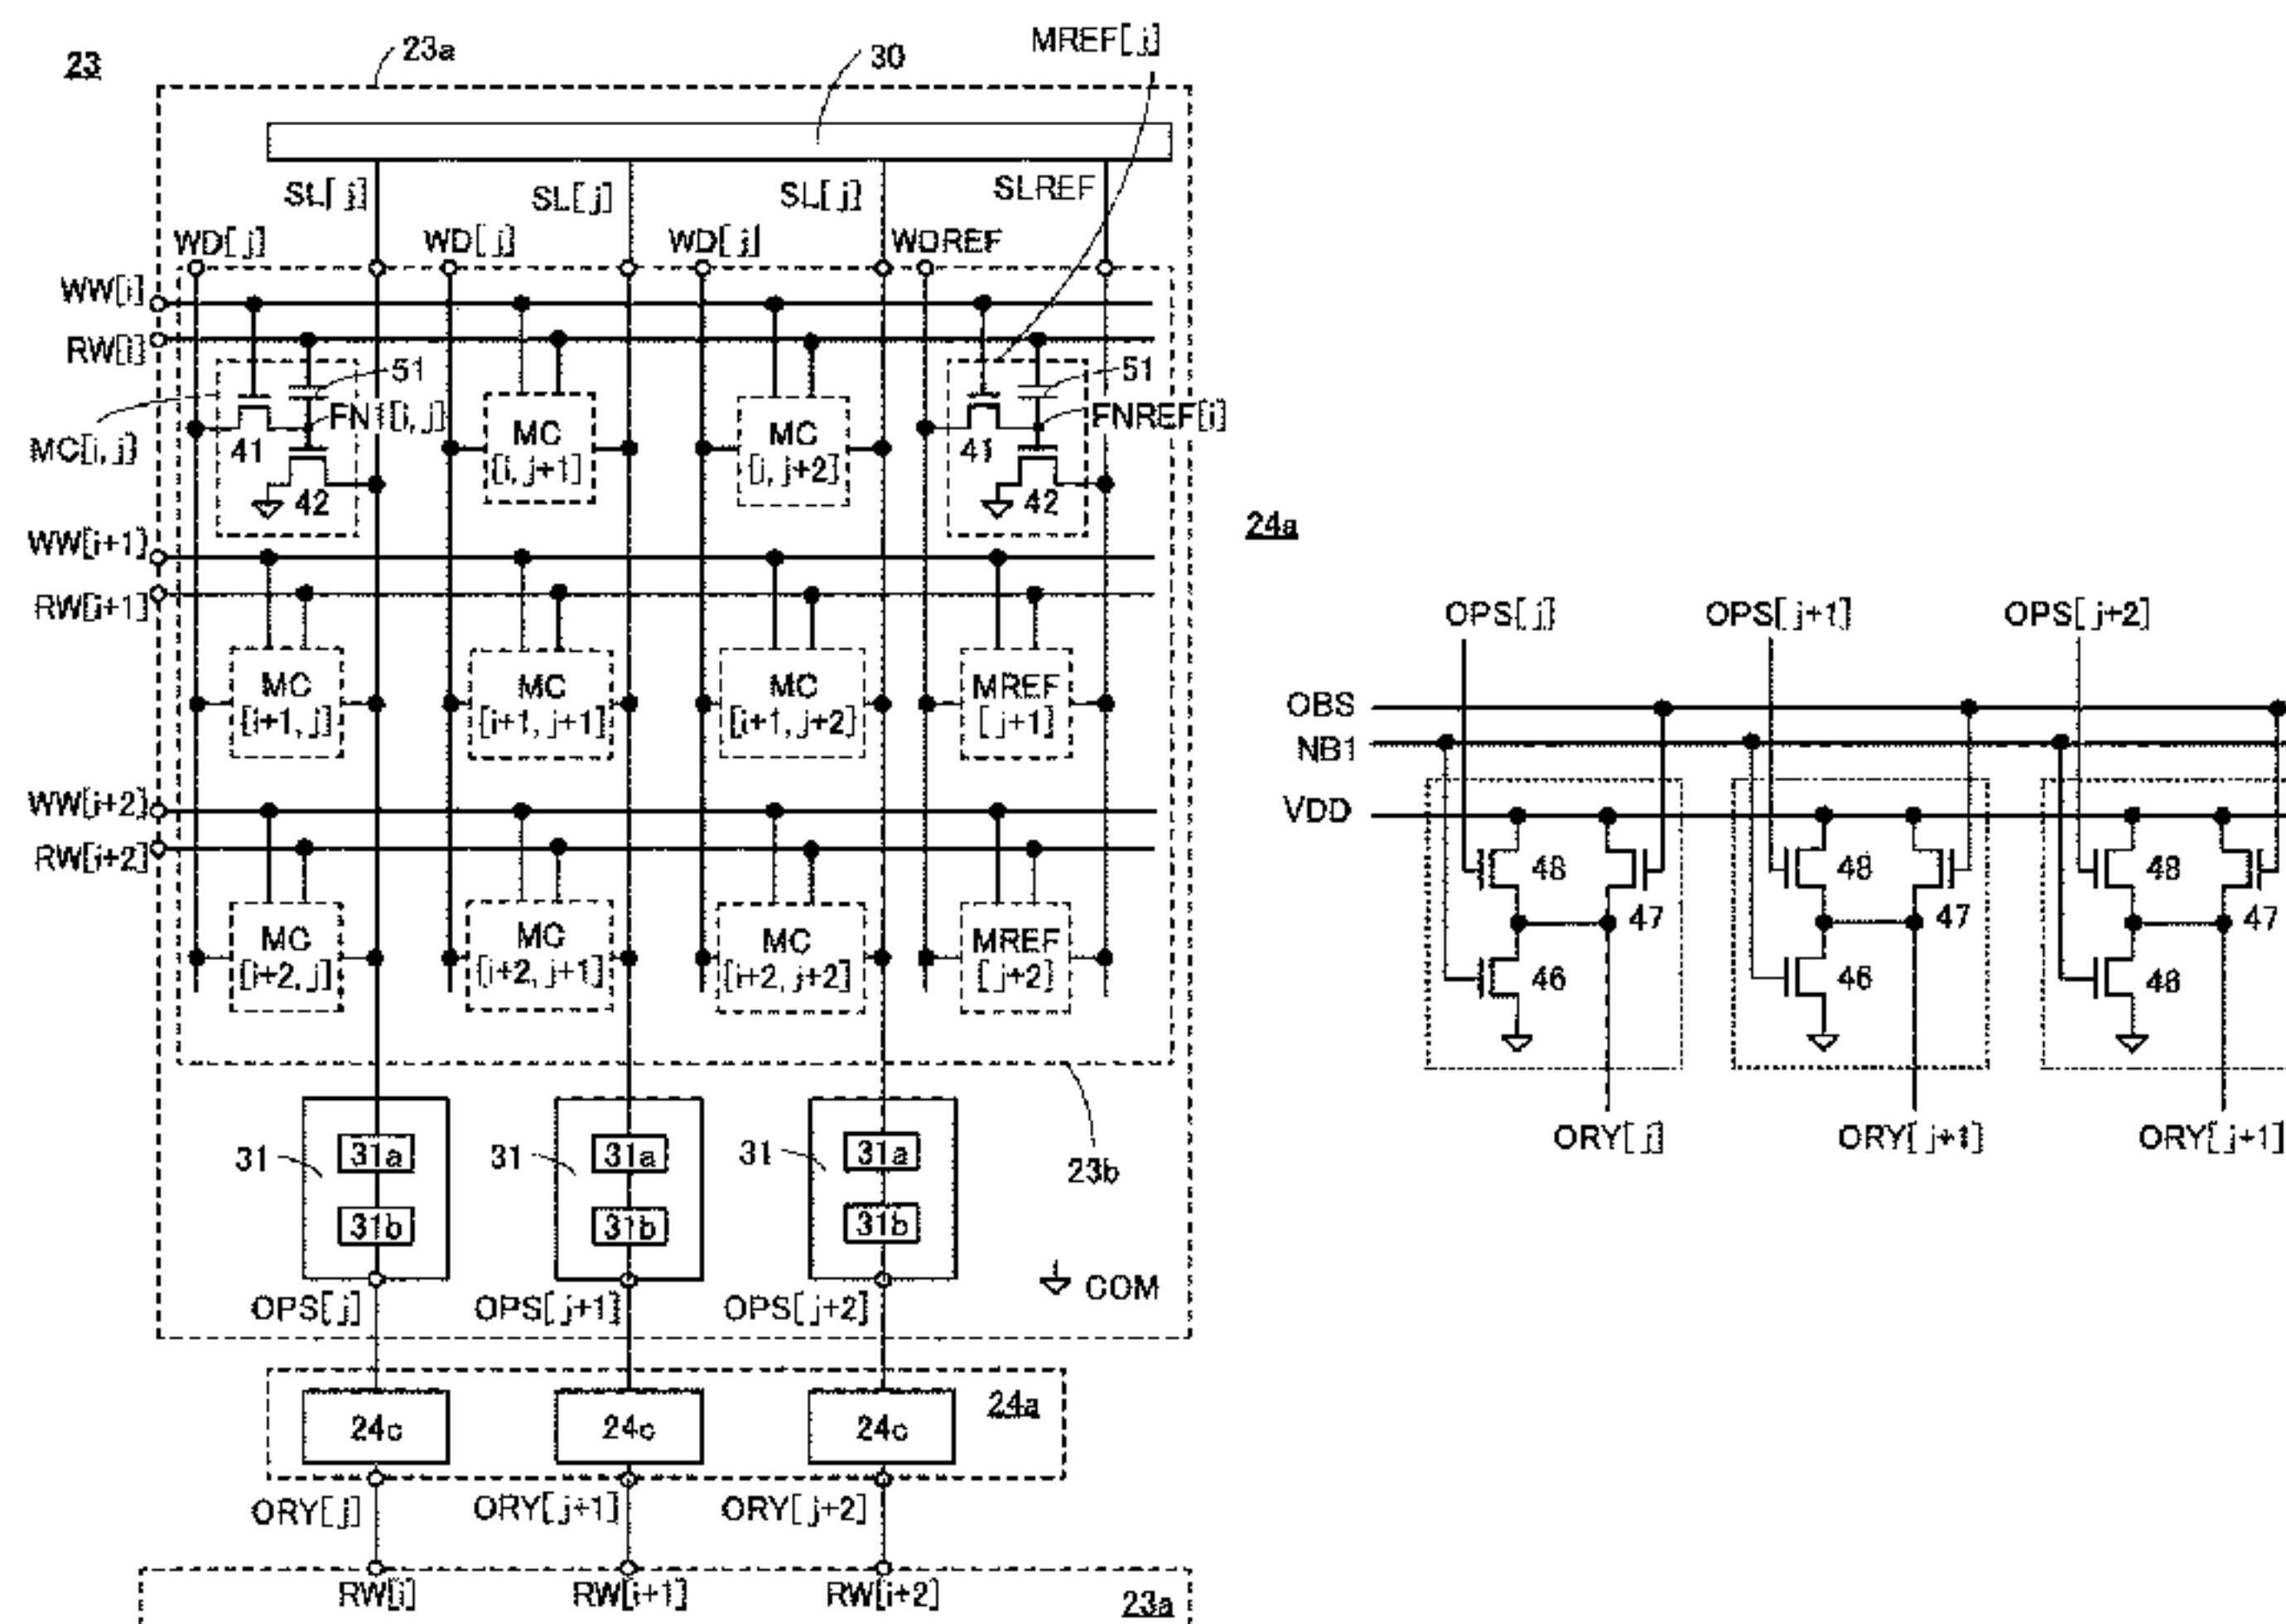 23
23a
30
MREF[j]
SL[j]
SL[j]
SL[j]
SLREF
WD[j]
WD[j]
WD[j]
WDREF
WW[i]
RW[i]
51
FN1[i, j]
MC[i, j]
41
42
MC
[i, j+1]
MC
[i, j+2]
51
FNREF[i]
41
42
WW[i+1]
RW[i+1]
MC
[i+1, j]
MC
[i+1, j+1]
MC
[i+1, j+2]
MREF
[j+1]
WW[i+2]
RW[i+2]
MC
[i+2, j]
MC
[i+2, j+1]
MC
[i+2, j+2]
MREF
[j+2]
31
31a
31b
31
31a
31b
31
31a
31b
23b
OPS[j]
OPS[j+1]
OPS[j+2]
COM
24c
24c
24c
24a
ORY[j]
ORY[j+1]
ORY[j+2]
RW[i]
RW[i+1]
RW[i+2]
23a
24a
OPS[j]
OPS[j+1]
OPS[j+2]
OBS
NB1
VDD
48
47
46
48
47
46
48
47
46
ORY[j]
ORY[j+1]
ORY[j+1]